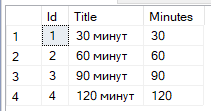 Id Title Minutes
1 1 30 минут 30
2 2 60 минут 60
3 3 90 минут 90
4 4 120 минут 120